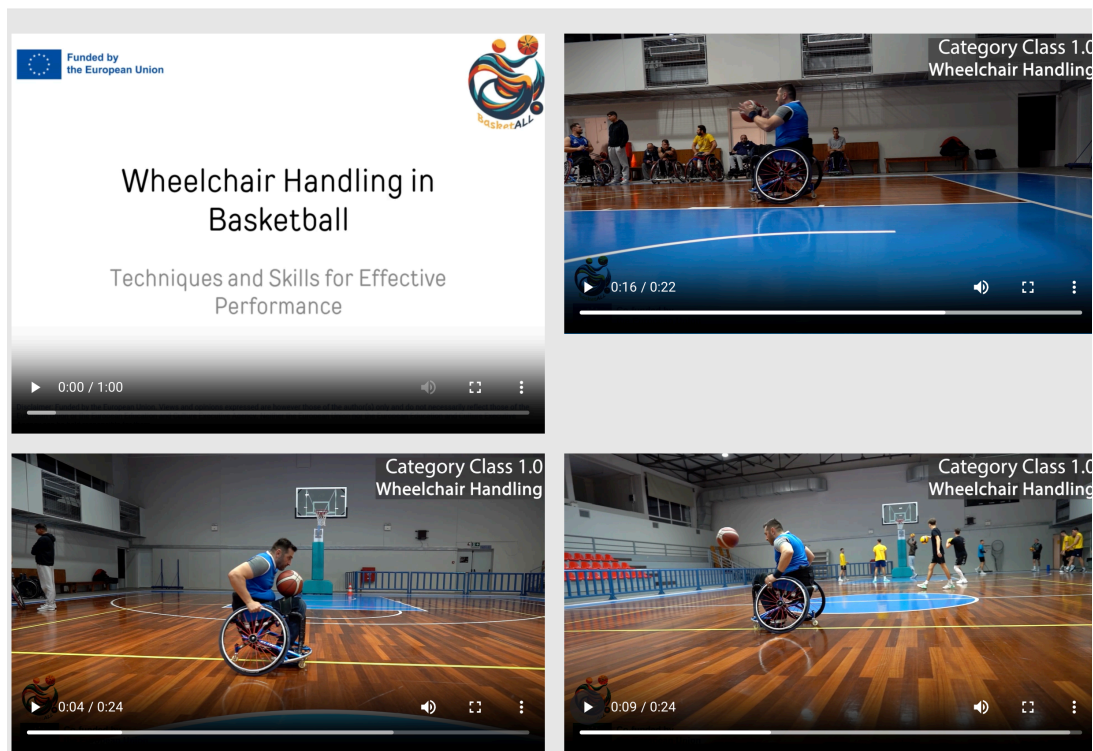 Funded by
the European Union
BasketALL
Wheelchair Handling in
Basketball
Techniques and Skills for Effective
Performance
0:00 / 1:00
Category Class 1.0
Wheelchair Handling
0:16 / 0:22
Category Class 1.0
Wheelchair Handling
0:04 / 0:24
Category Class 1.0
Wheelchair Handling
0:09 / 0:24